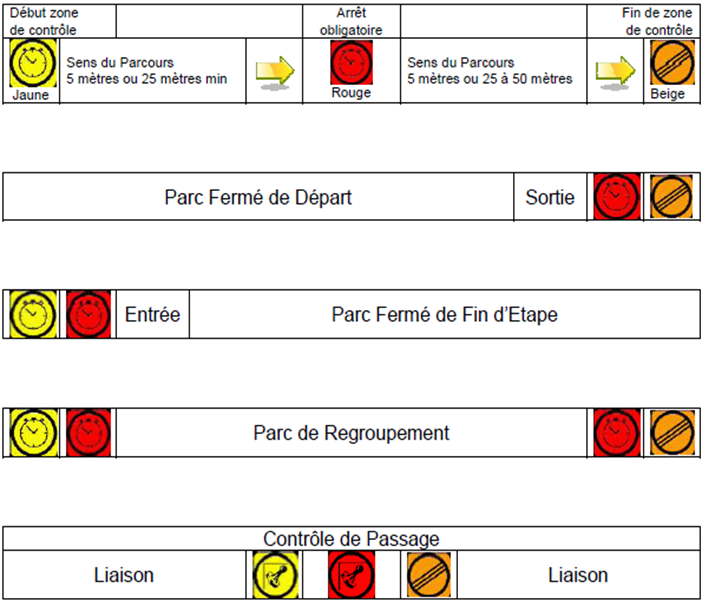 Début zone
de contrôle
Arrêt
obligatoire
Fin de zone
de contrôle
Jaune
Sens du Parcours
5 mètres ou 25 mètres min
Rouge
Sens du Parcours
5 mètres ou 25 à 50 mètres
Beige
Parc Fermé de Départ
Sortie
Entrée
Parc Fermé de Fin d'Etape
Parc de Regroupement
Contrôle de Passage
Liaison
Liaison